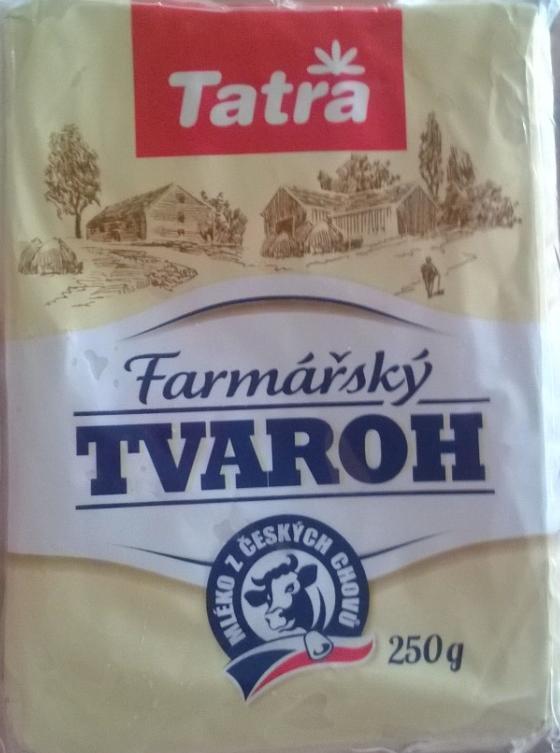 Tatra
Farmářský
TVAROH
MLÉKO Z ČESKÝCH CHOVŮ
250g